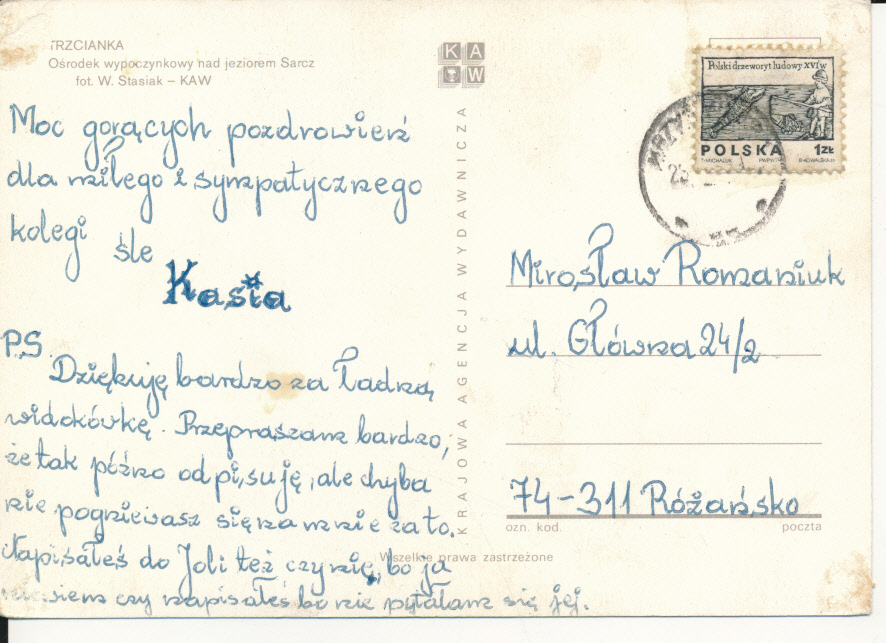 TRZCIANKA
Ośrodek wypoczynkowy nad jeziorem Sarcz
fot. W. Stasiak – KAW
KAW
Moc gorących pozdrowień
dla miłego i sympatycznego
kolegi śle
Kasia
P.S.
Dziękuję bardzo za ładną
widokówkę. Przepraszam bardzo,
że tak późno odpisuję, ale chyba
nie pogniewasz się na mnie za to.
Napisałeś do Joli też czy nie, bo ja
nie wiem czy napisałeś bo nie pytałam się jej.
KRAJOWA AGENCJA WYDAWNICZA
Wszelkie prawa zastrzeżone
Polski drzeworyt ludowy XVI w
POLSKA 1 ZŁ
T. MICHALUK PWPW
Mirosław Romaniuk
ul. Główna 24/2
74-311 Różańsko
ozn. kod. poczta